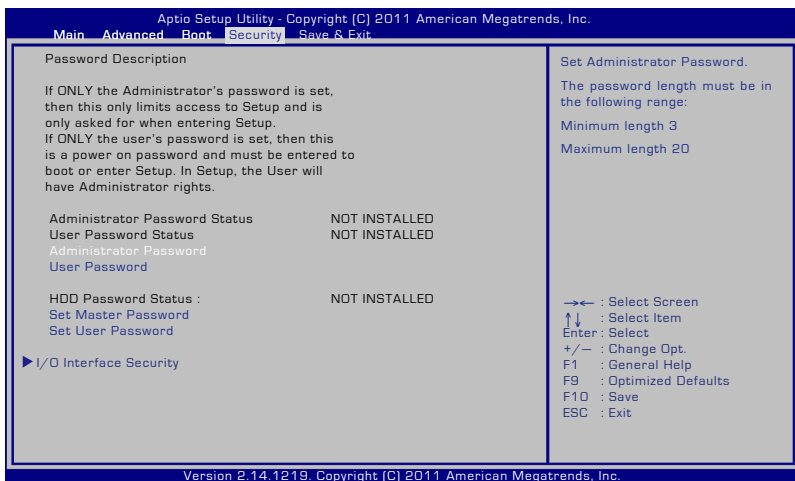 Aptio Setup Utility - Copyright (C) 2011 American Megatrends, Inc.
Main Advanced Boot Security Save & Exit
Password Description
If ONLY the Administrator's password is set,
then this only limits access to Setup and is
only asked for when entering Setup.
If ONLY the user's password is set, then this
is a power on password and must be entered to
boot or enter Setup. In Setup, the User will
have Administrator rights.
Administrator Password Status NOT INSTALLED
User Password Status NOT INSTALLED
Administrator Password
User Password
HDD Password Status : NOT INSTALLED
Set Master Password
Set User Password
I/O Interface Security
Set Administrator Password.
The password length must be in
the following range:
Minimum length 3
Maximum length 20
→← : Select Screen
↑↓ : Select Item
Enter : Select
+/— : Change Opt.
F1 : General Help
F9 : Optimized Defaults
F10 : Save
ESC : Exit
Version 2.14.1219. Copyright (C) 2011 American Megatrends, Inc.